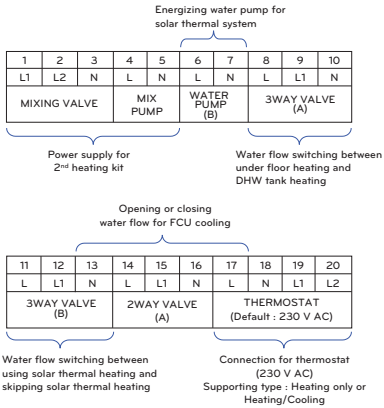 Energizing water pump for
solar thermal system
1 2 3 4 5 6 7 8 9 10
L1 L2 N L N L N L L1 N
MIXING VALVE MIX PUMP WATER PUMP (B) 3WAY VALVE (A)
Power supply for
2nd heating kit
Water flow switching between
under floor heating and
DHW tank heating
Opening or closing
water flow for FCU cooling
11 12 13 14 15 16 17 18 19 20
L L1 N L L1 N L N L1 L2
3WAY VALVE (B) 2WAY VALVE (A) THERMOSTAT (Default : 230 V AC)
Water flow switching between
using solar thermal heating and
skipping solar thermal heating
Connection for thermostat
(230 V AC)
Supporting type : Heating only or
Heating/Cooling